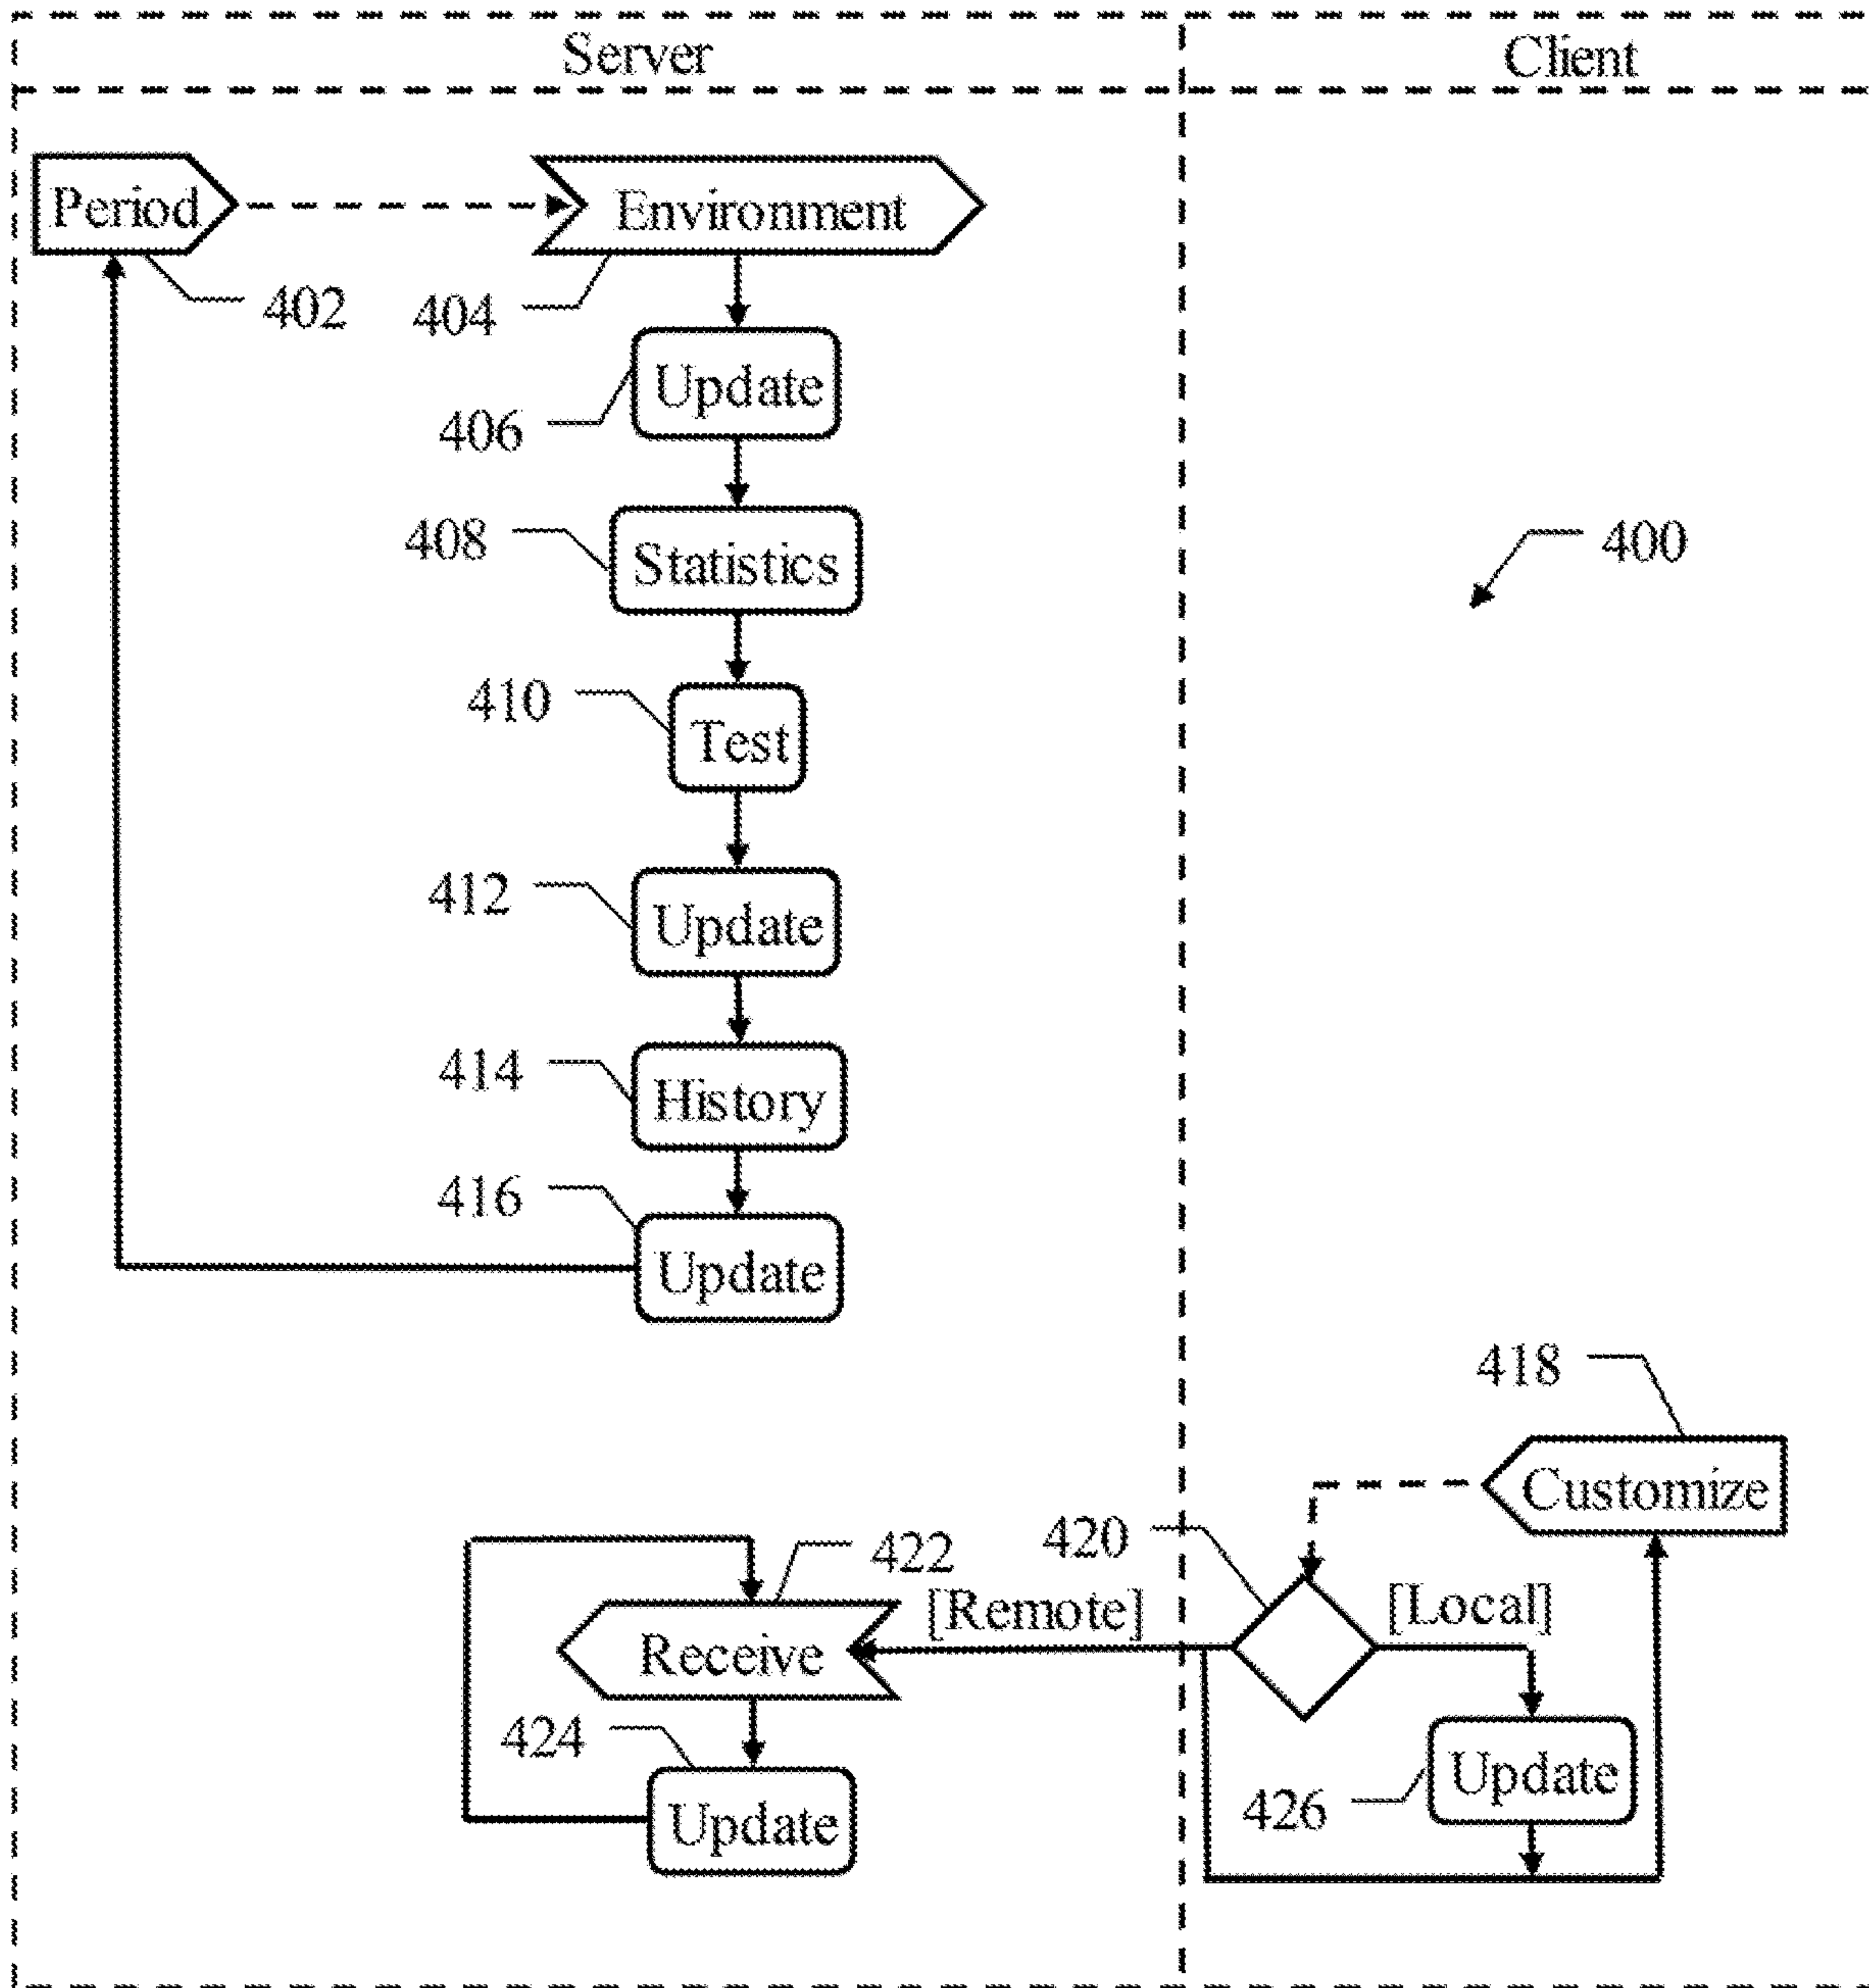 Server
Client
Period
Environment
402
404
Update
406
408
Statistics
400
410
Test
412
Update
414
History
416
Update
418
Customize
420
422
[Remote]
[Local]
Receive
424
Update
426
Update